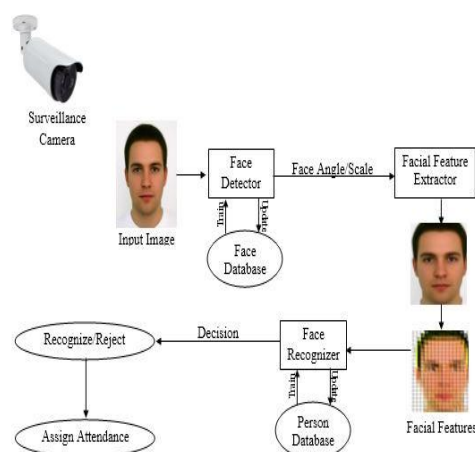 Surveillance
Camera
Input Image
Face
Detector
Train
Update
Face
Database
Face Angle/Scale
Facial Feature
Extractor
Facial Features
Face
Recognizer
Train
Update
Person
Database
Decision
Recognize/Reject
Assign Attendance